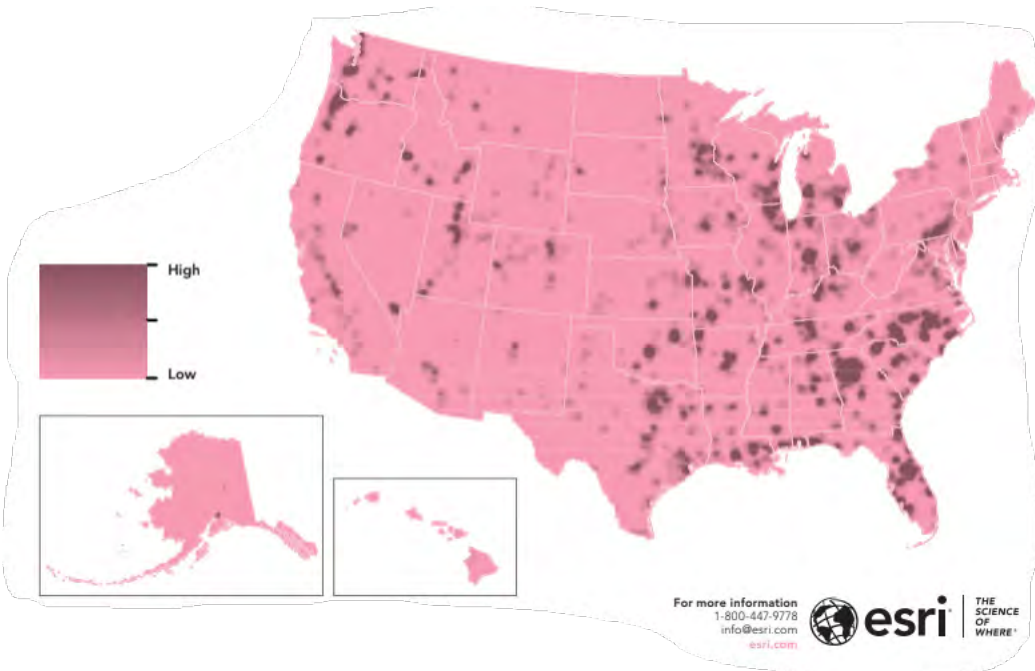 High
Low
For more information
1-800-447-9778
info@esri.com
esri.com
esri
THE
SCIENCE
OF
WHERE®